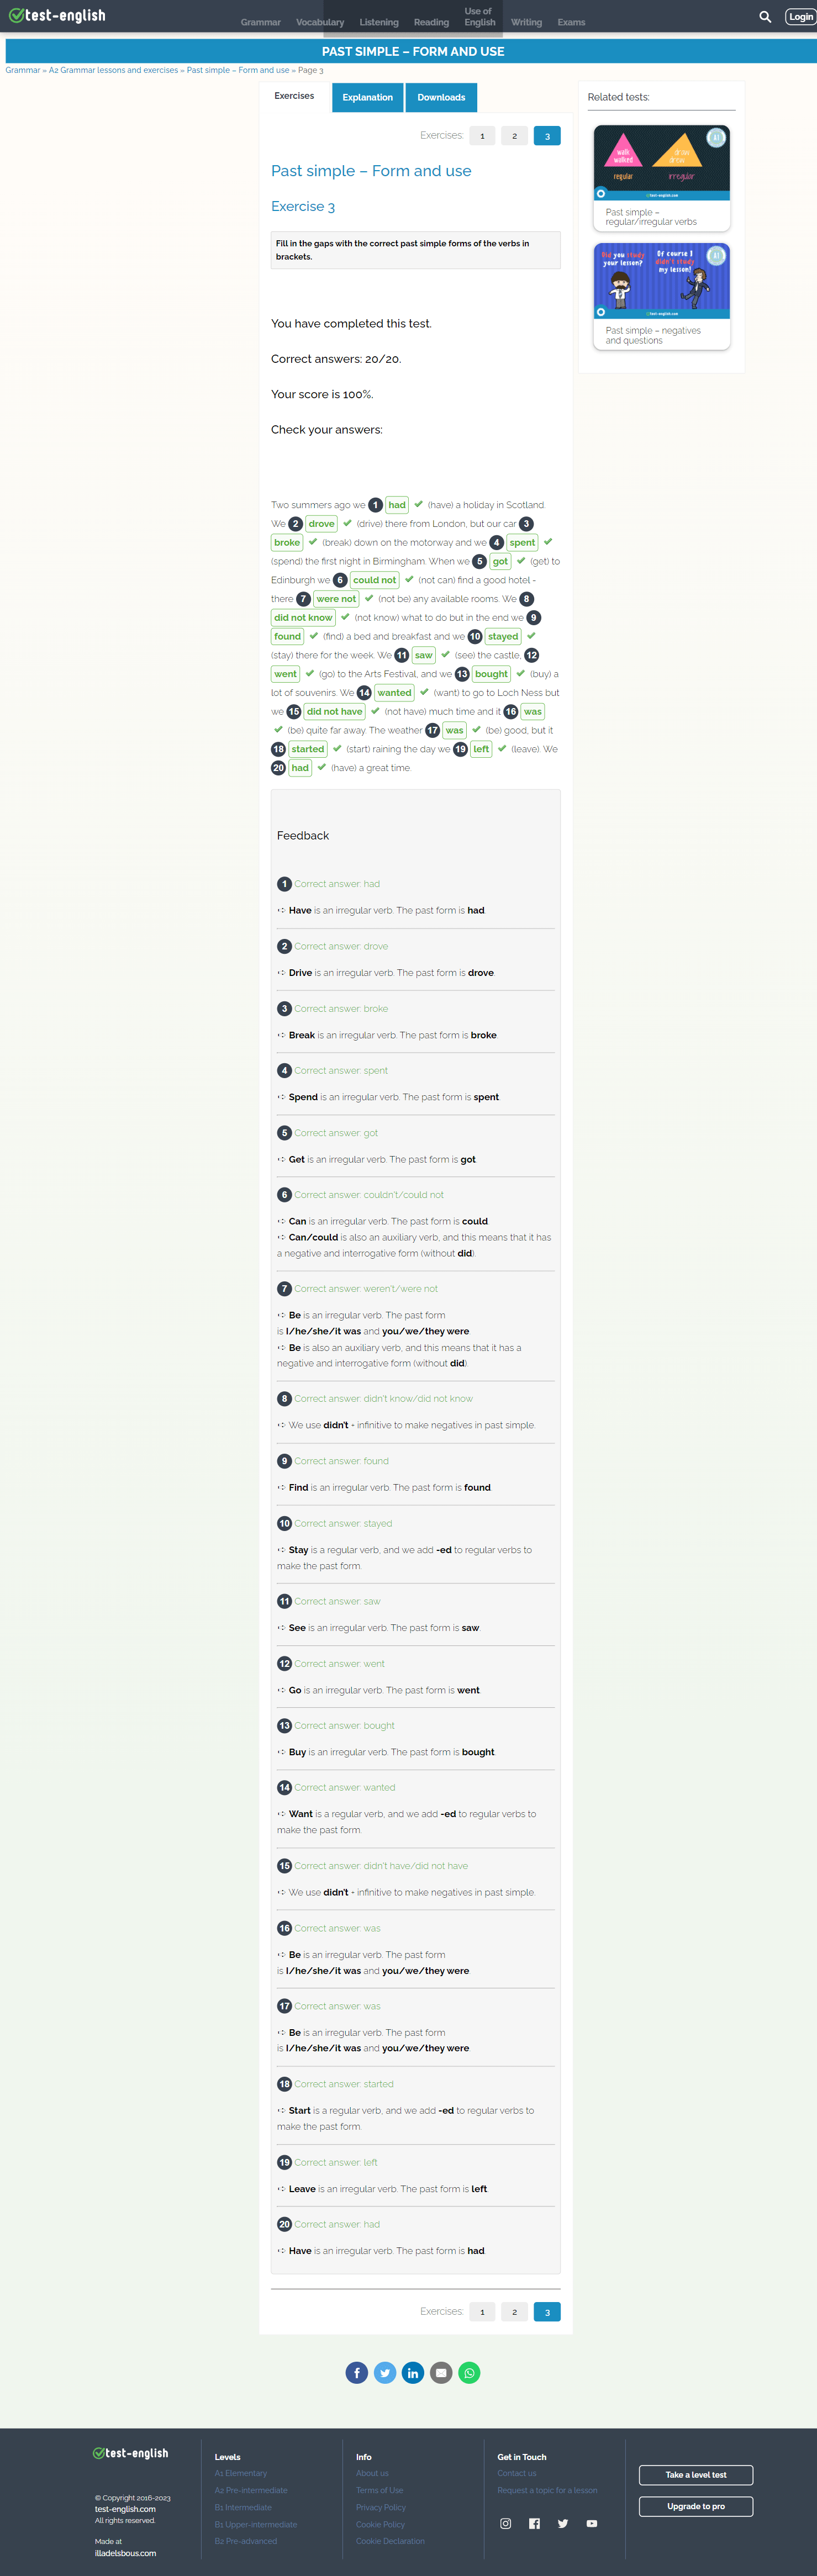 test-english
Grammar Vocabulary Listening Reading Use of English Writing Exams
Login
PAST SIMPLE – FORM AND USE
Grammar » A2 Grammar lessons and exercises » Past simple – Form and use » Page 3
Exercises Explanation Downloads
Exercises: 1 2 3
Past simple – Form and use
Exercise 3
Fill in the gaps with the correct past simple forms of the verbs in
brackets.
You have completed this test.
Correct answers: 20/20.
Your score is 100%.
Check your answers:
Two summers ago we 1 had (have) a holiday in Scotland.
We 2 drove (drive) there from London, but our car 3
broke (break) down on the motorway and we 4 spent
(spend) the first night in Birmingham. When we 5 got (get) to
Edinburgh we 6 could not (not can) find a good hotel -
there 7 were not (not be) any available rooms. We 8
did not know (not know) what to do but in the end we 9
found (find) a bed and breakfast and we 10 stayed
(stay) there for the week. We 11 saw (see) the castle, 12
went (go) to the Arts Festival, and we 13 bought (buy) a
lot of souvenirs. We 14 wanted (want) to go to Loch Ness but
we 15 did not have (not have) much time and it 16 was
(be) quite far away. The weather 17 was (be) good, but it
18 started (start) raining the day we 19 left (leave). We
20 had (have) a great time.
Feedback
1 Correct answer: had
Have is an irregular verb. The past form is had.
2 Correct answer: drove
Drive is an irregular verb. The past form is drove.
3 Correct answer: broke
Break is an irregular verb. The past form is broke.
4 Correct answer: spent
Spend is an irregular verb. The past form is spent.
5 Correct answer: got
Get is an irregular verb. The past form is got.
6 Correct answer: couldn't/could not
Can is an irregular verb. The past form is could.
Can/could is also an auxiliary verb, and this means that it has
a negative and interrogative form (without did).
7 Correct answer: weren't/were not
Be is an irregular verb. The past form
is I/he/she/it was and you/we/they were.
Be is also an auxiliary verb, and this means that it has a
negative and interrogative form (without did).
8 Correct answer: didn't know/did not know
We use didn't + infinitive to make negatives in past simple.
9 Correct answer: found
Find is an irregular verb. The past form is found.
10 Correct answer: stayed
Stay is a regular verb, and we add -ed to regular verbs to
make the past form.
11 Correct answer: saw
See is an irregular verb. The past form is saw.
12 Correct answer: went
Go is an irregular verb. The past form is went.
13 Correct answer: bought
Buy is an irregular verb. The past form is bought.
14 Correct answer: wanted
Want is a regular verb, and we add -ed to regular verbs to
make the past form.
15 Correct answer: didn't have/did not have
We use didn't + infinitive to make negatives in past simple.
16 Correct answer: was
Be is an irregular verb. The past form
is I/he/she/it was and you/we/they were.
17 Correct answer: was
Be is an irregular verb. The past form
is I/he/she/it was and you/we/they were.
18 Correct answer: started
Start is a regular verb, and we add -ed to regular verbs to
make the past form.
19 Correct answer: left
Leave is an irregular verb. The past form is left.
20 Correct answer: had
Have is an irregular verb. The past form is had.
Exercises: 1 2 3
Related tests:
walk
walked
draw
drew
regular irregular
A1
test-english.com
Past simple –
regular/irregular verbs
Did you study
your lesson?
Of course I
didn't study
my lesson!
A1
test-english.com
Past simple – negatives
and questions
test-english
© Copyright 2016-2023
test-english.com
All rights reserved.
Made at
illadelsbous.com
Levels
A1 Elementary
A2 Pre-intermediate
B1 Intermediate
B1 Upper-intermediate
B2 Pre-advanced
Info
About us
Terms of Use
Privacy Policy
Cookie Policy
Cookie Declaration
Get in Touch
Contact us
Request a topic for a lesson
Take a level test
Upgrade to pro